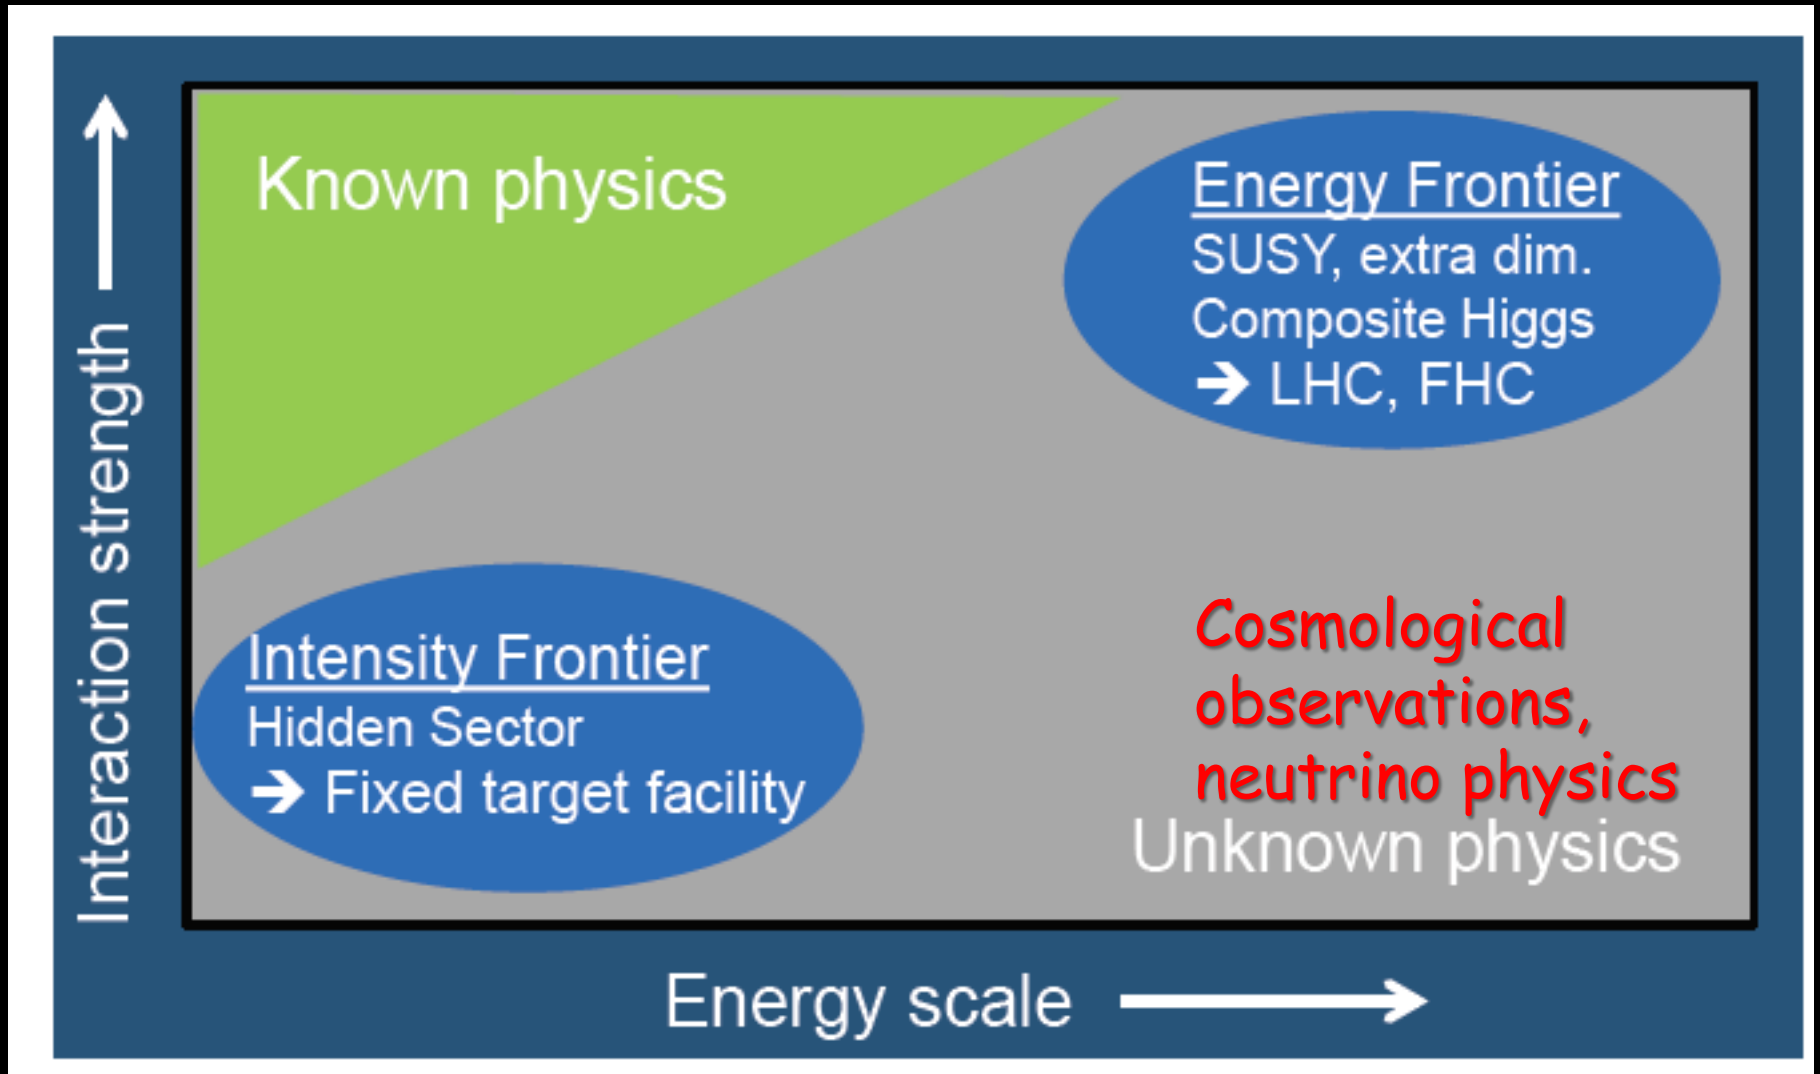 Known physics
Energy Frontier
SUSY, extra dim.
Composite Higgs
➔ LHC, FHC
Interaction strength
Intensity Frontier
Hidden Sector
➔ Fixed target facility
Cosmological
observations,
neutrino physics
Unknown physics
Energy scale